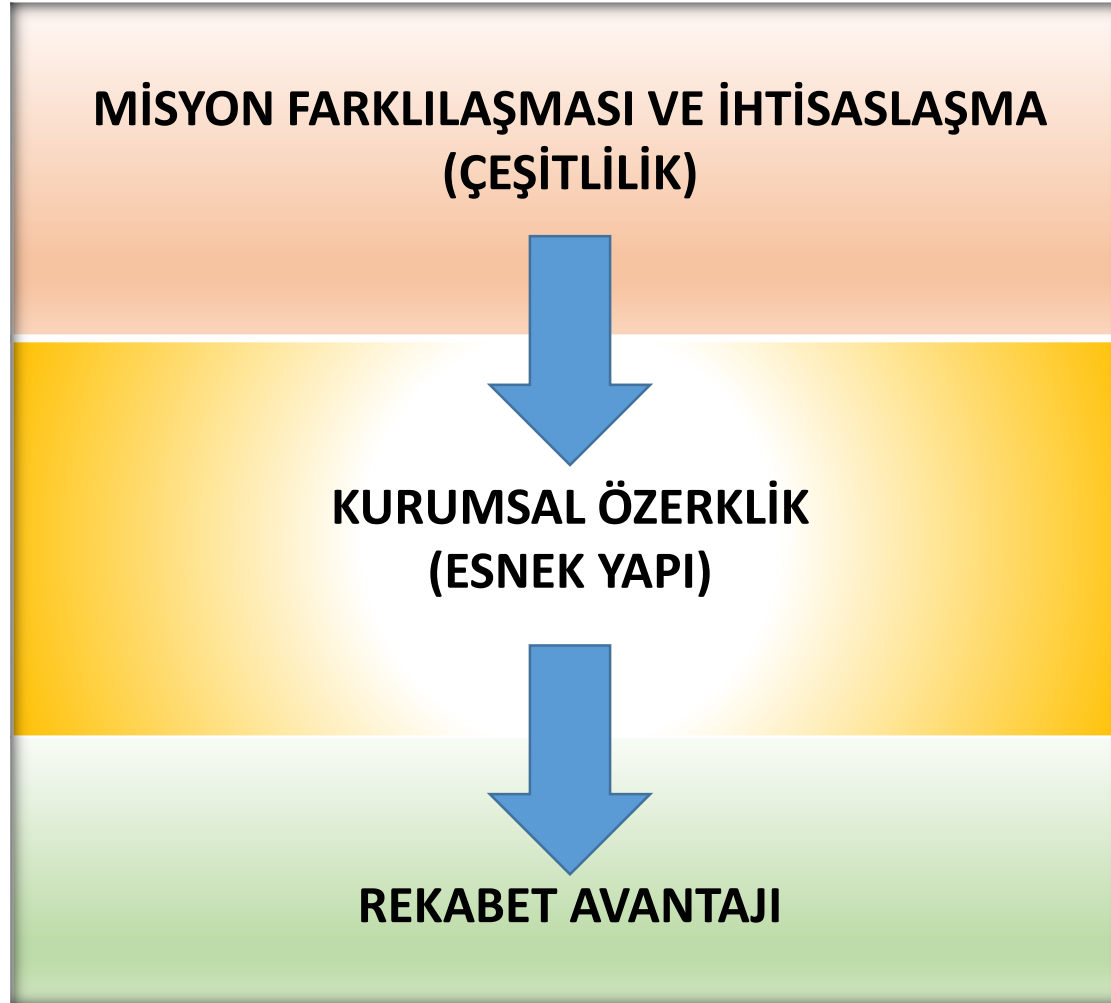 MİSYON FARKLILAŞMASI VE İHTİSASLAŞMA
(ÇEŞİTLİLİK)
KURUMSAL ÖZERKLİK
(ESNEK YAPI)
REKABET AVANTAJI